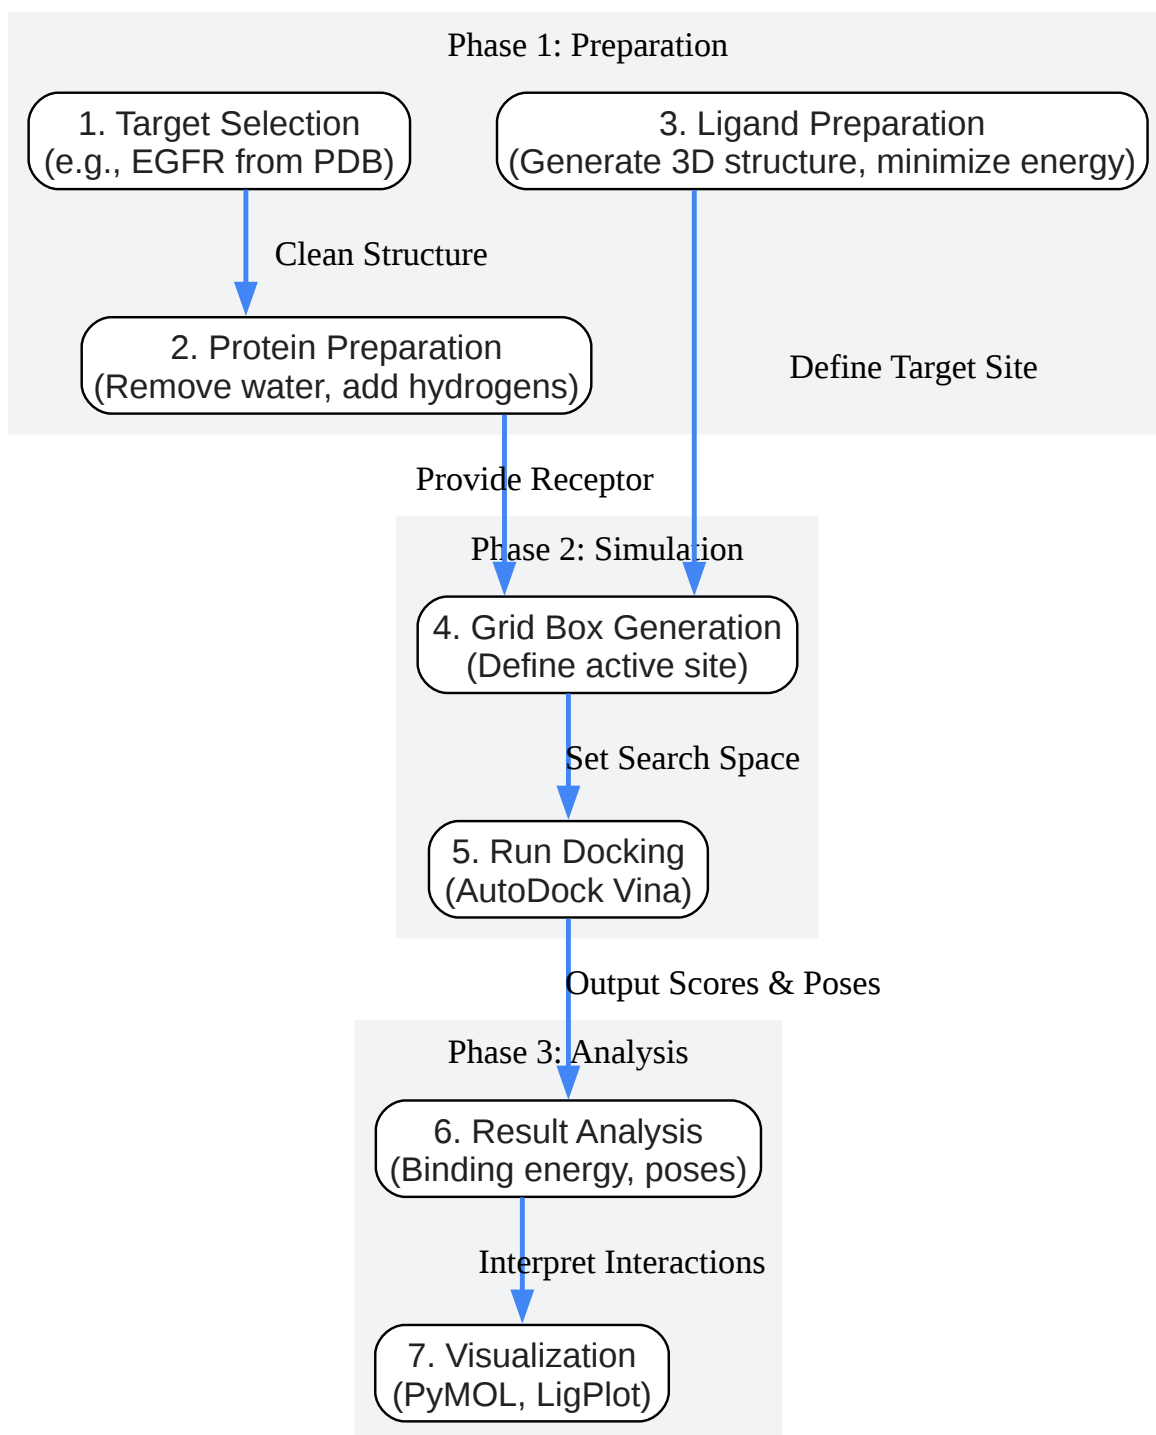 Phase 1: Preparation
1. Target Selection
(e.g., EGFR from PDB)
3. Ligand Preparation
(Generate 3D structure, minimize energy)
Clean Structure
2. Protein Preparation
(Remove water, add hydrogens)
Define Target Site
Provide Receptor
Phase 2: Simulation
4. Grid Box Generation
(Define active site)
Set Search Space
5. Run Docking
(AutoDock Vina)
Output Scores & Poses
Phase 3: Analysis
6. Result Analysis
(Binding energy, poses)
Interpret Interactions
7. Visualization
(PyMOL, LigPlot)